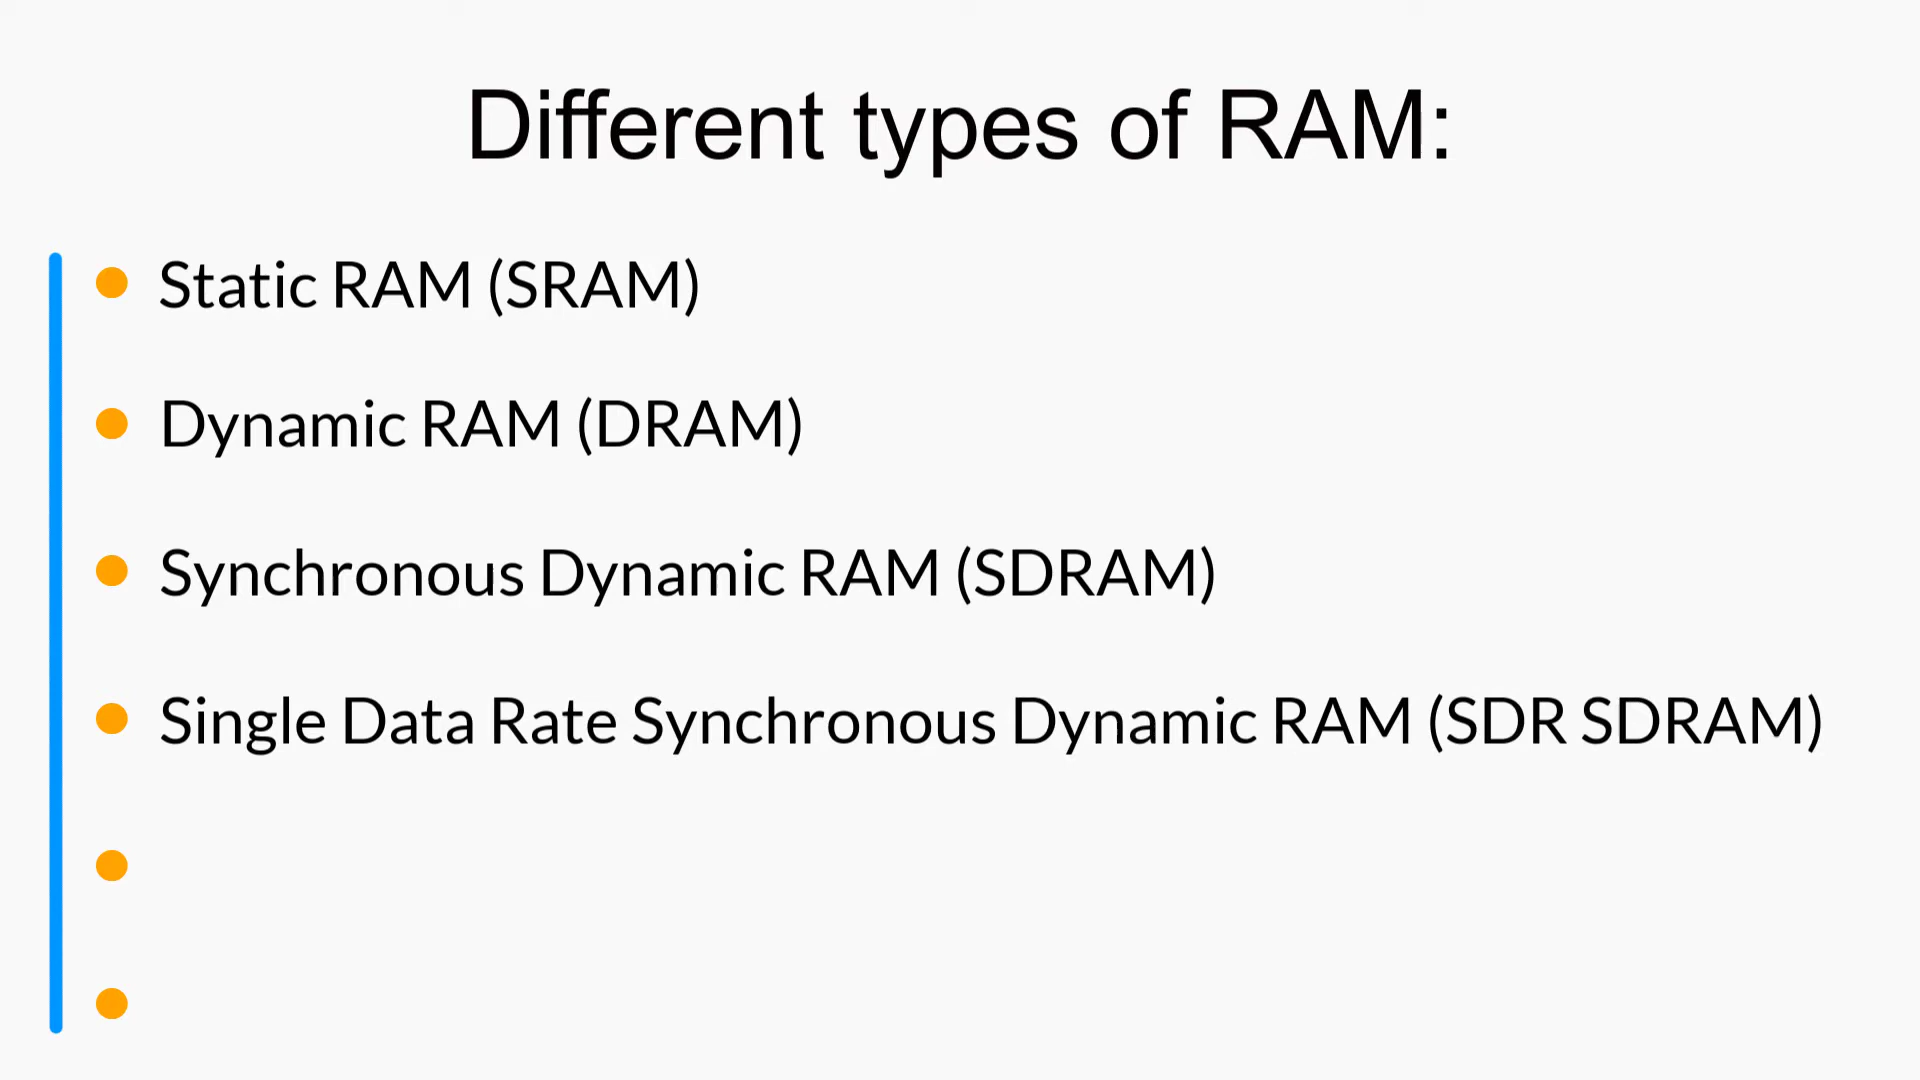 Different types of RAM:
Static RAM (SRAM)
Dynamic RAM (DRAM)
Synchronous Dynamic RAM (SDRAM)
Single Data Rate Synchronous Dynamic RAM (SDR SDRAM)